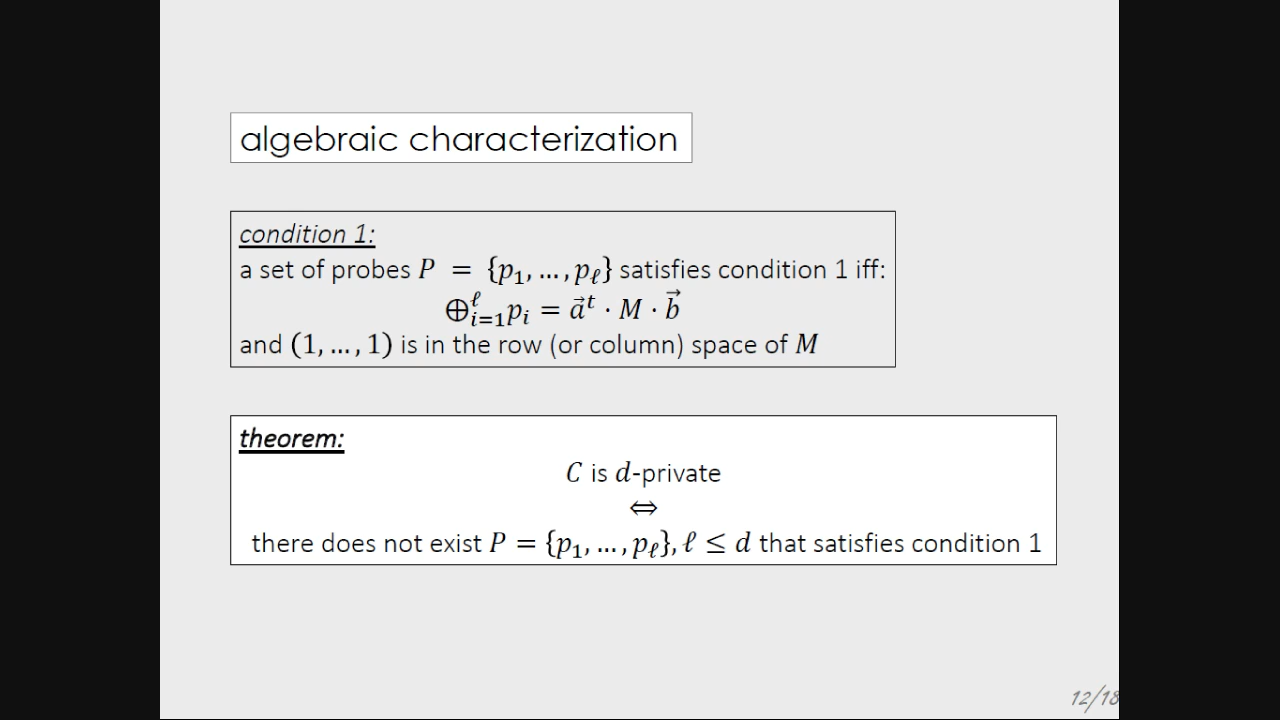 algebraic characterization
condition 1:
a set of probes P = {p₁, …, pℓ} satisfies condition 1 iff:
⊕ℓᵢ₌₁ pᵢ = a⃗ᵗ · M · b⃗
and (1, …, 1) is in the row (or column) space of M
theorem:
C is d-private
⇔
there does not exist P = {p₁, …, pℓ}, ℓ ≤ d that satisfies condition 1
12/18